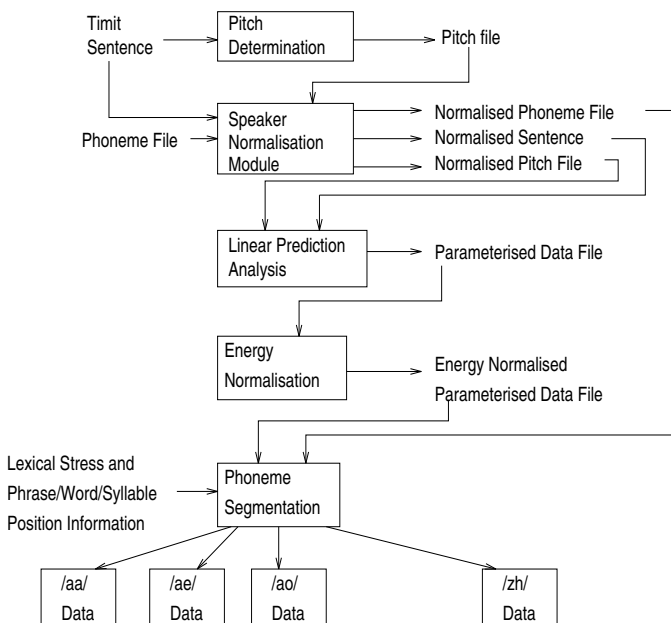 Timit
Sentence
Pitch
Determination
Pitch file
Phoneme File
Speaker
Normalisation
Module
Normalised Phoneme File
Normalised Sentence
Normalised Pitch File
Linear Prediction
Analysis
Parameterised Data File
Energy
Normalisation
Energy Normalised
Parameterised Data File
Lexical Stress and
Phrase/Word/Syllable
Position Information
Phoneme
Segmentation
/aa/
Data
/ae/
Data
/ao/
Data
/zh/
Data